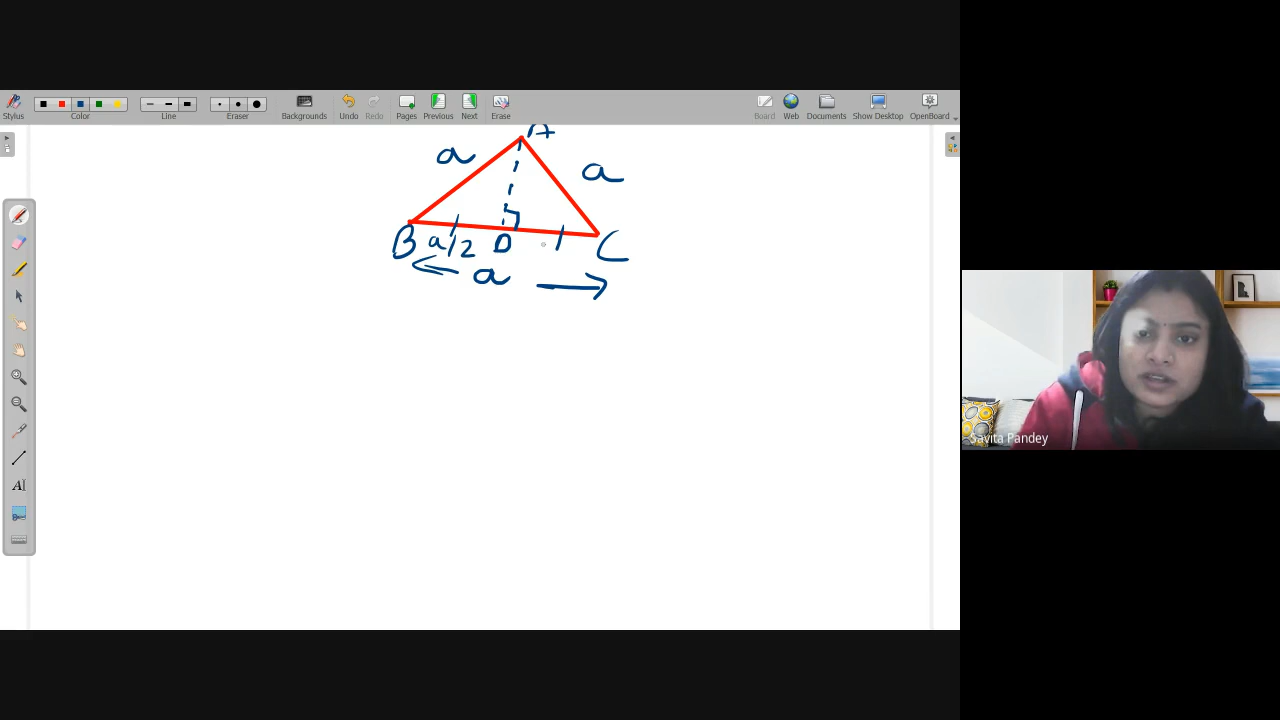 Stylus
Color
Line
Eraser
Backgrounds
Undo
Redo
Pages
Previous
Next
Erase
Board
Web
Documents
Show Desktop
OpenBoard
A
a
a
B a/2 D C
a
Savita Pandey